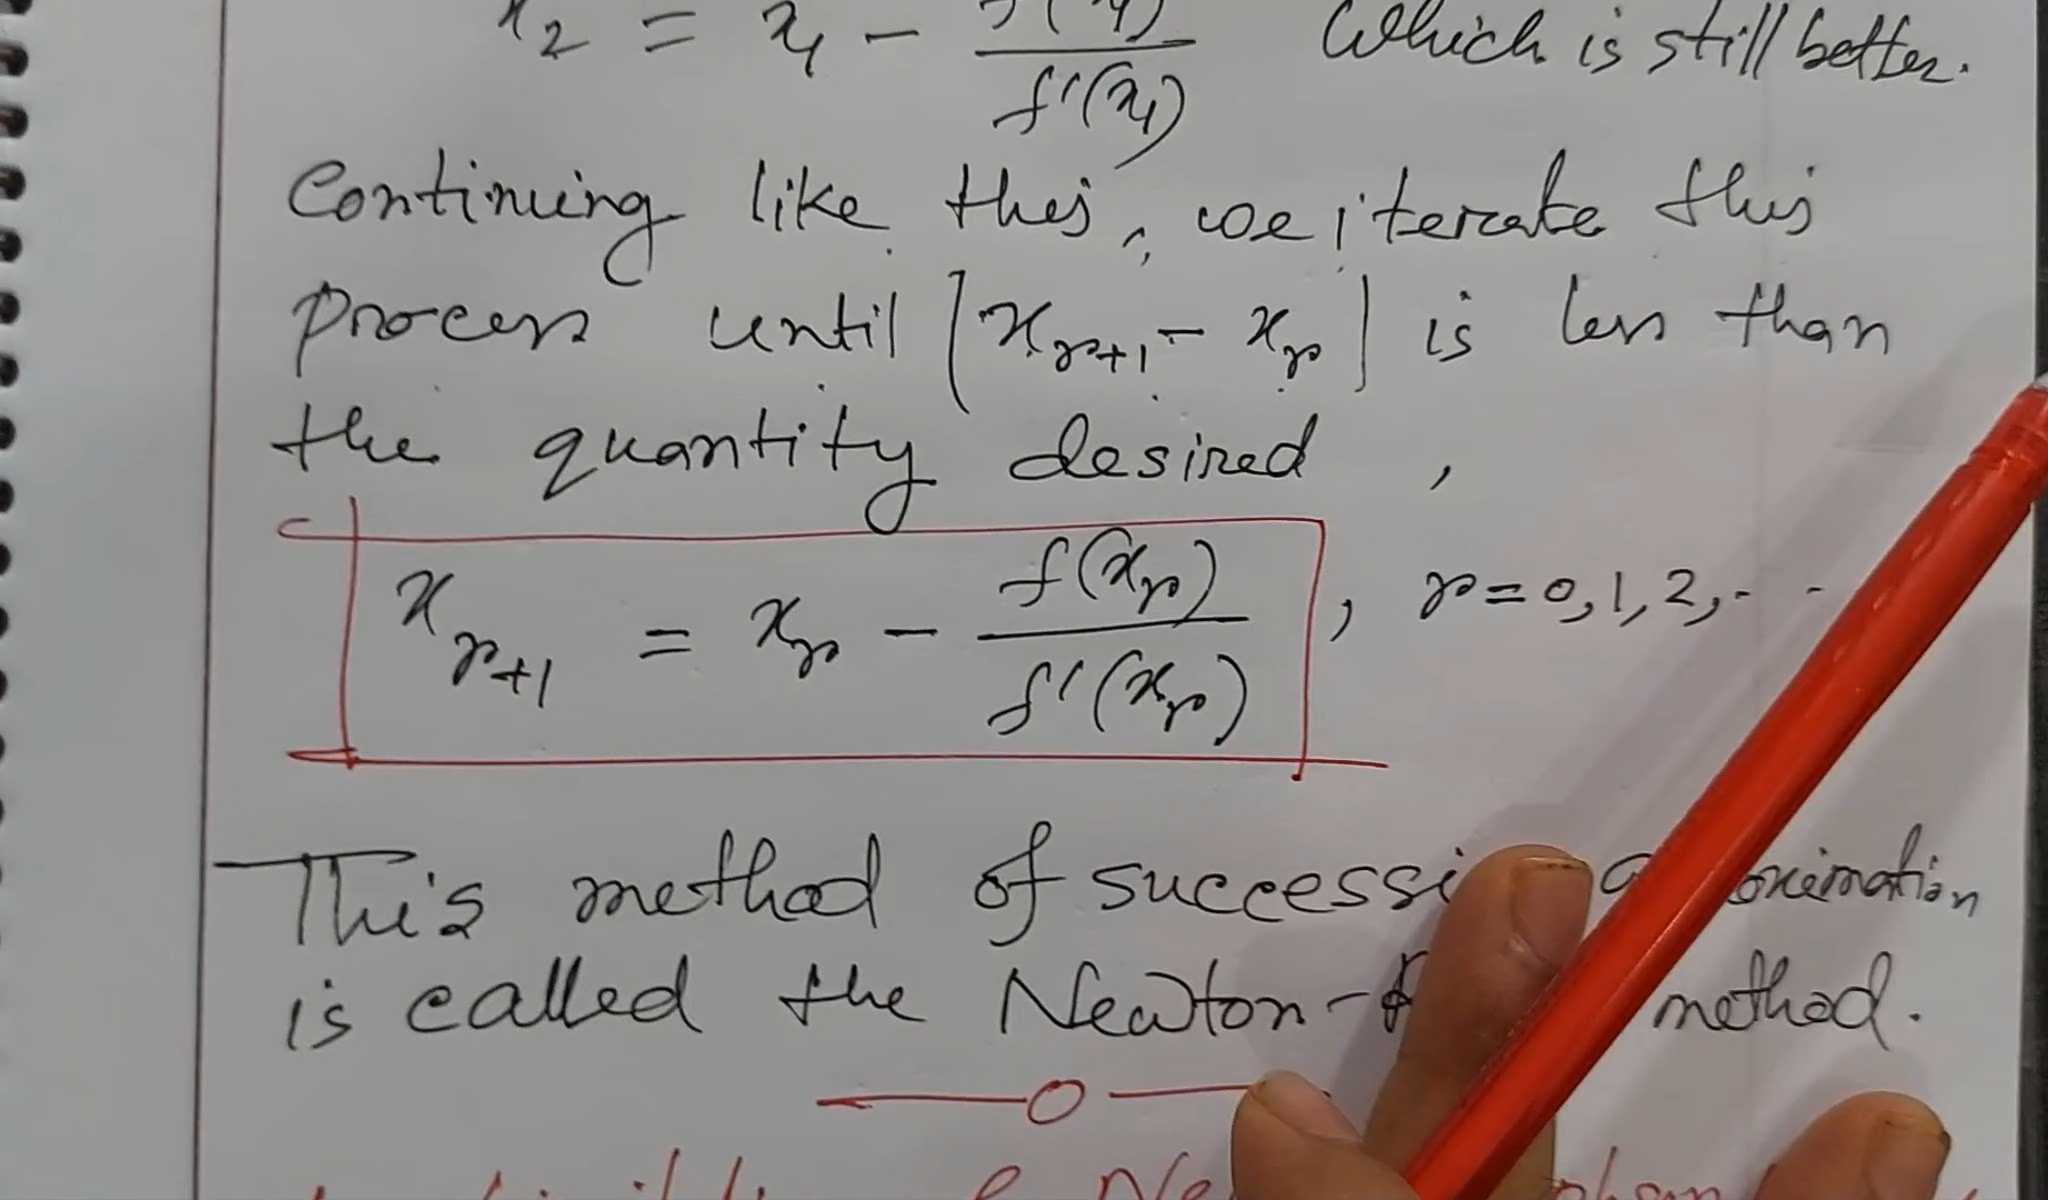 x₂ = x₁ - f(x₁) / f'(x₁) Which is still better.
Continuing like this, we iterate this
process until |x_{r+1} - x_r| is less than
the quantity desired,
x_{r+1} = x_r - f(x_r) / f'(x_r), r = 0, 1, 2, - -
This method of successi
is called the Newton- method.